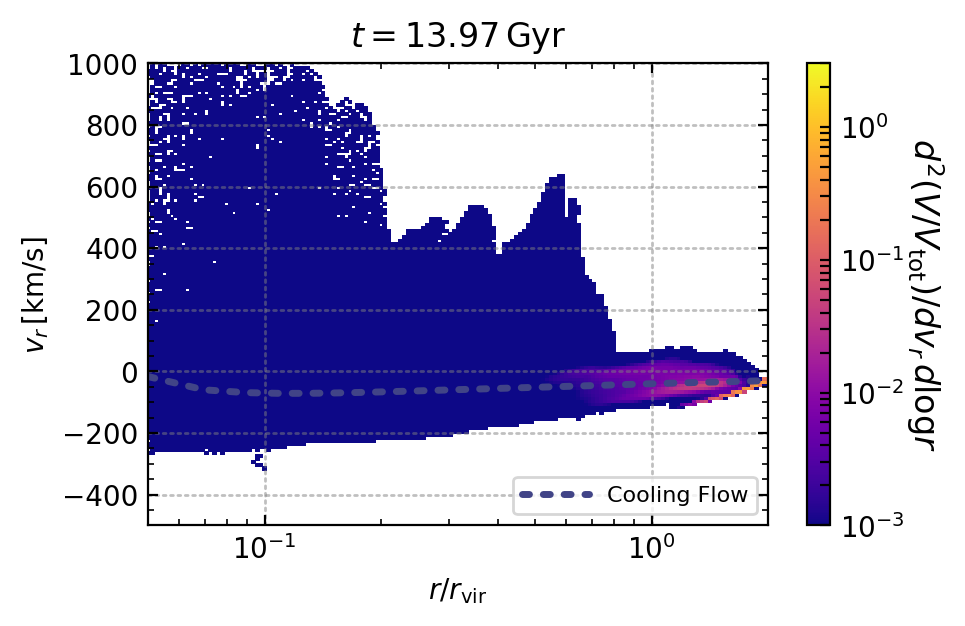 t = 13.97 Gyr
1000
800
600
400
200
0
−200
−400
v_r [km/s]
10^{-1}
10^{0}
r/r_vir
Cooling Flow
10^{0}
10^{-1}
10^{-2}
10^{-3}
d^2(V/V_tot)/dv_r dlogr